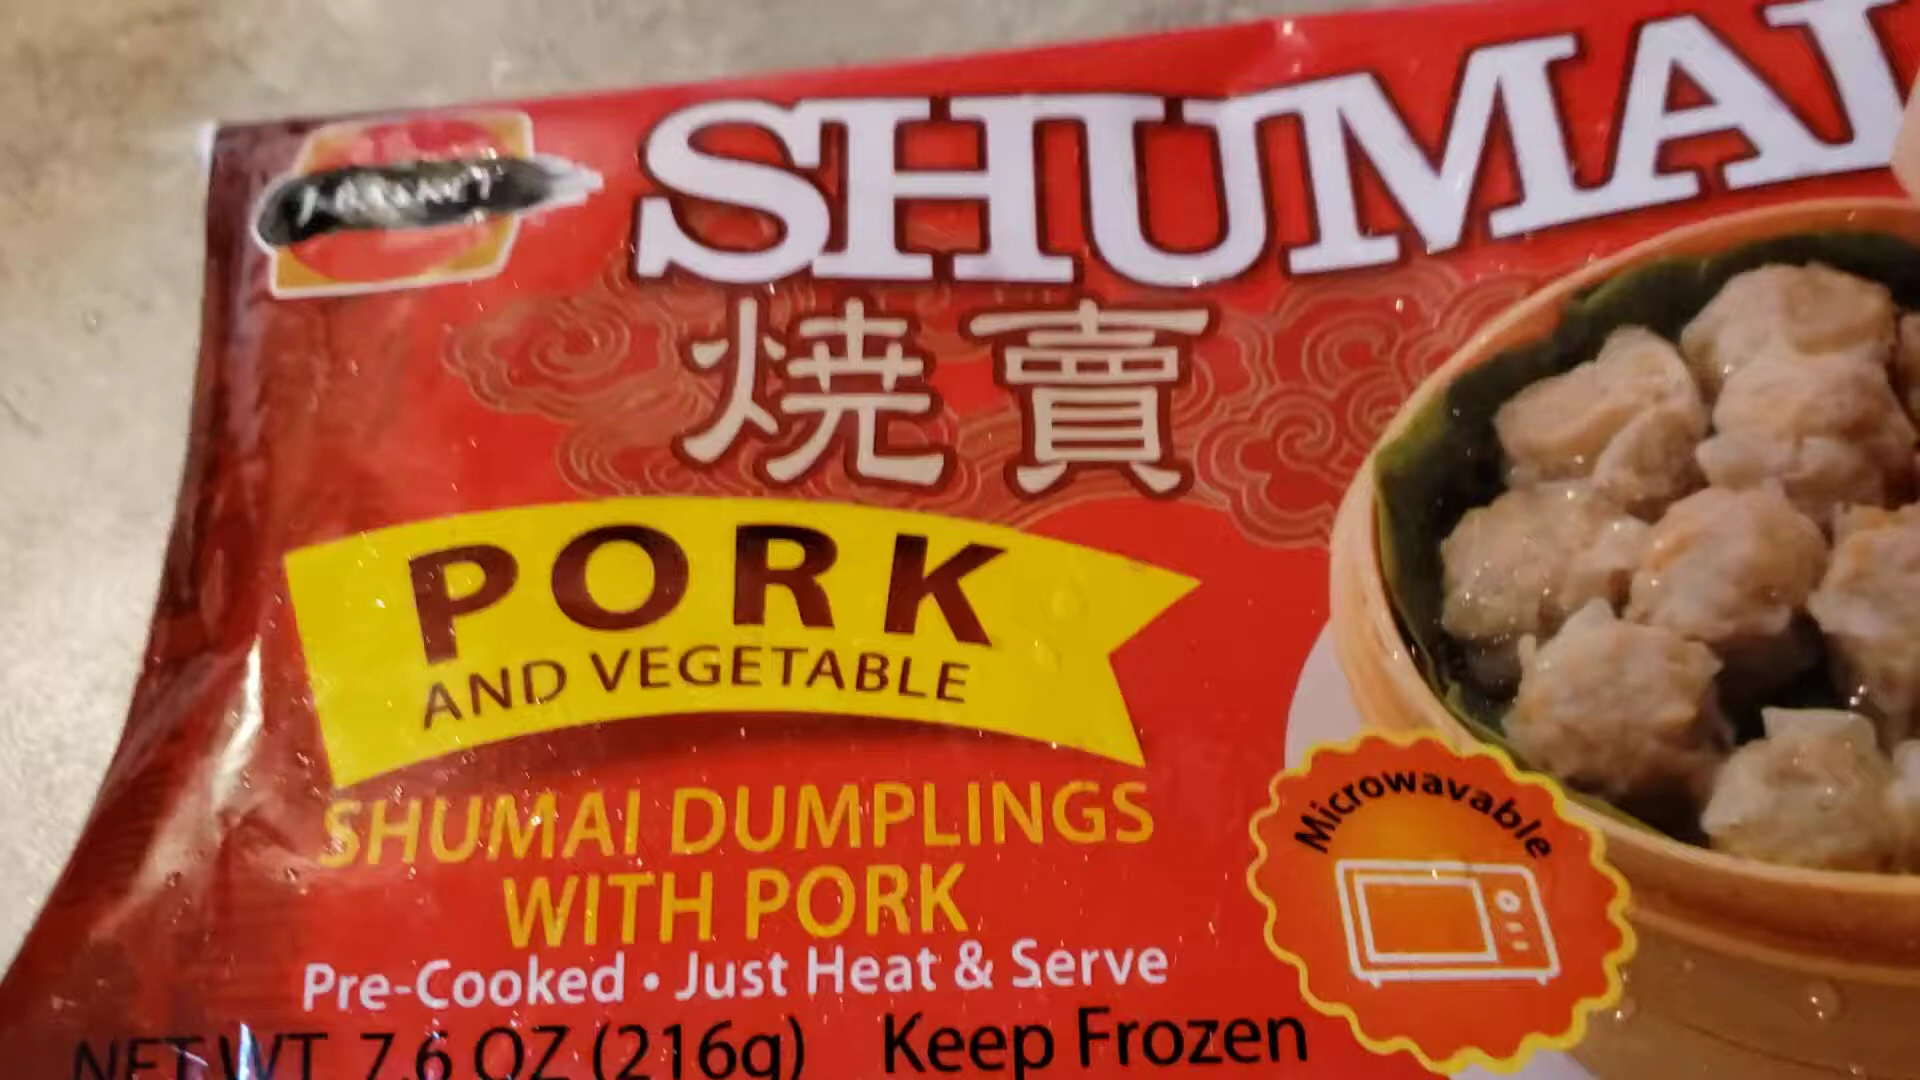 SHUMAI
燒賣
PORK
AND VEGETABLE
SHUMAI DUMPLINGS
WITH PORK
Pre-Cooked • Just Heat & Serve
NET WT 7.6 OZ (216g) Keep Frozen
Microwavable